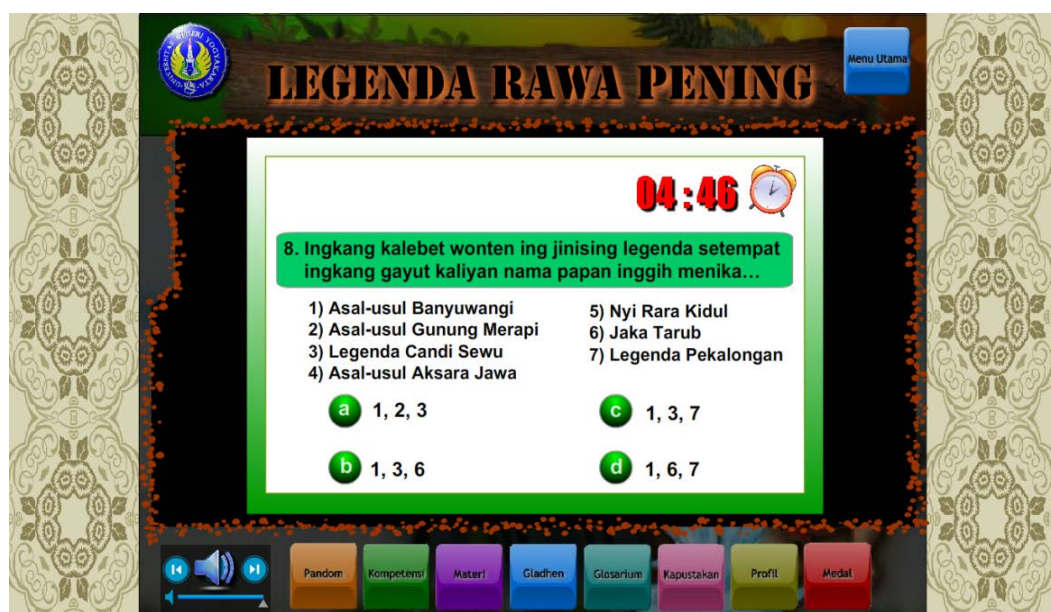 UNIVERSITAS NEGERI YOGYAKARTA
LEGENDA RAWA PENING
Menu Utama
04:46
8. Ingkang kalebet wonten ing jinising legenda setempat
ingkang gayut kaliyan nama papan inggih menika...
1) Asal-usul Banyuwangi
2) Asal-usul Gunung Merapi
3) Legenda Candi Sewu
4) Asal-usul Aksara Jawa
5) Nyi Rara Kidul
6) Jaka Tarub
7) Legenda Pekalongan
a 1, 2, 3
b 1, 3, 6
c 1, 3, 7
d 1, 6, 7
Pandom
Kompetensi
Materi
Gladhen
Glosarium
Kapustakan
Profil
Medal